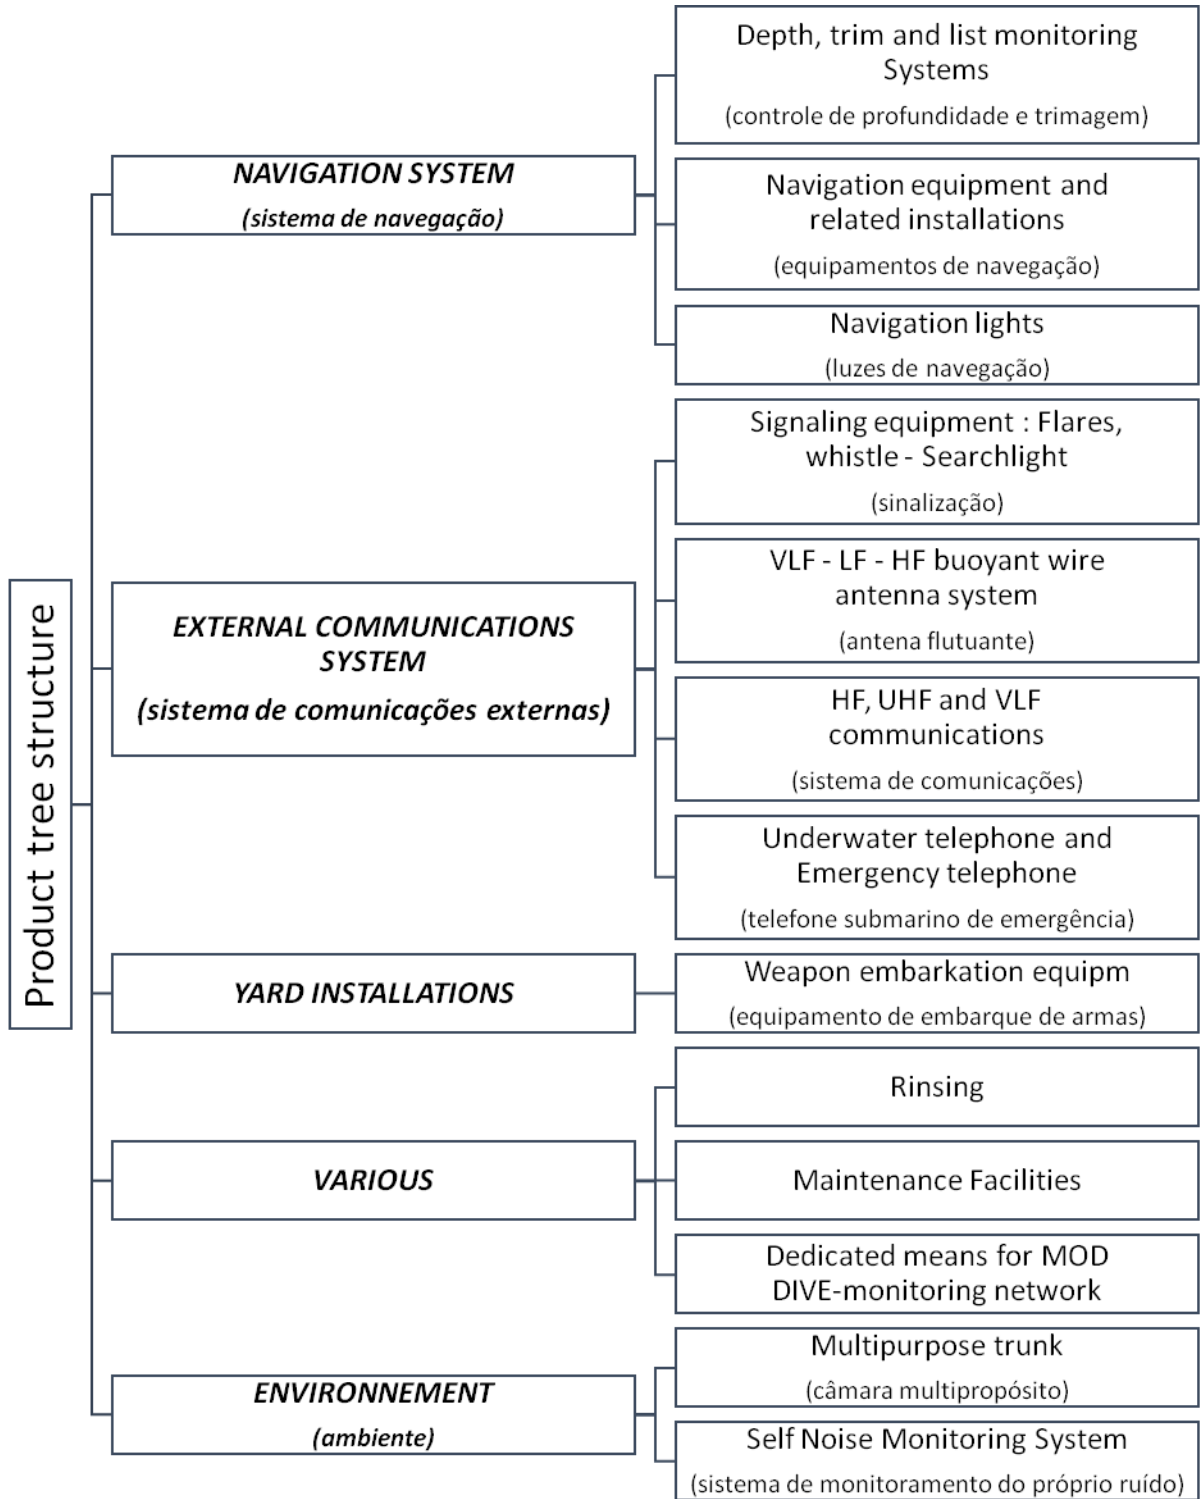 Product tree structure
NAVIGATION SYSTEM
(sistema de navegação)
Depth, trim and list monitoring
Systems
(controle de profundidade e trimagem)
Navigation equipment and
related installations
(equipamentos de navegação)
Navigation lights
(luzes de navegação)
EXTERNAL COMMUNICATIONS
SYSTEM
(sistema de comunicações externas)
Signaling equipment : Flares,
whistle - Searchlight
(sinalização)
VLF - LF - HF buoyant wire
antenna system
(antena flutuante)
HF, UHF and VLF
communications
(sistema de comunicações)
Underwater telephone and
Emergency telephone
(telefone submarino de emergência)
YARD INSTALLATIONS
Weapon embarkation equipm
(equipamento de embarque de armas)
VARIOUS
Rinsing
Maintenance Facilities
Dedicated means for MOD
DIVE-monitoring network
ENVIRONNEMENT
(ambiente)
Multipurpose trunk
(câmara multipropósito)
Self Noise Monitoring System
(sistema de monitoramento do próprio ruído)